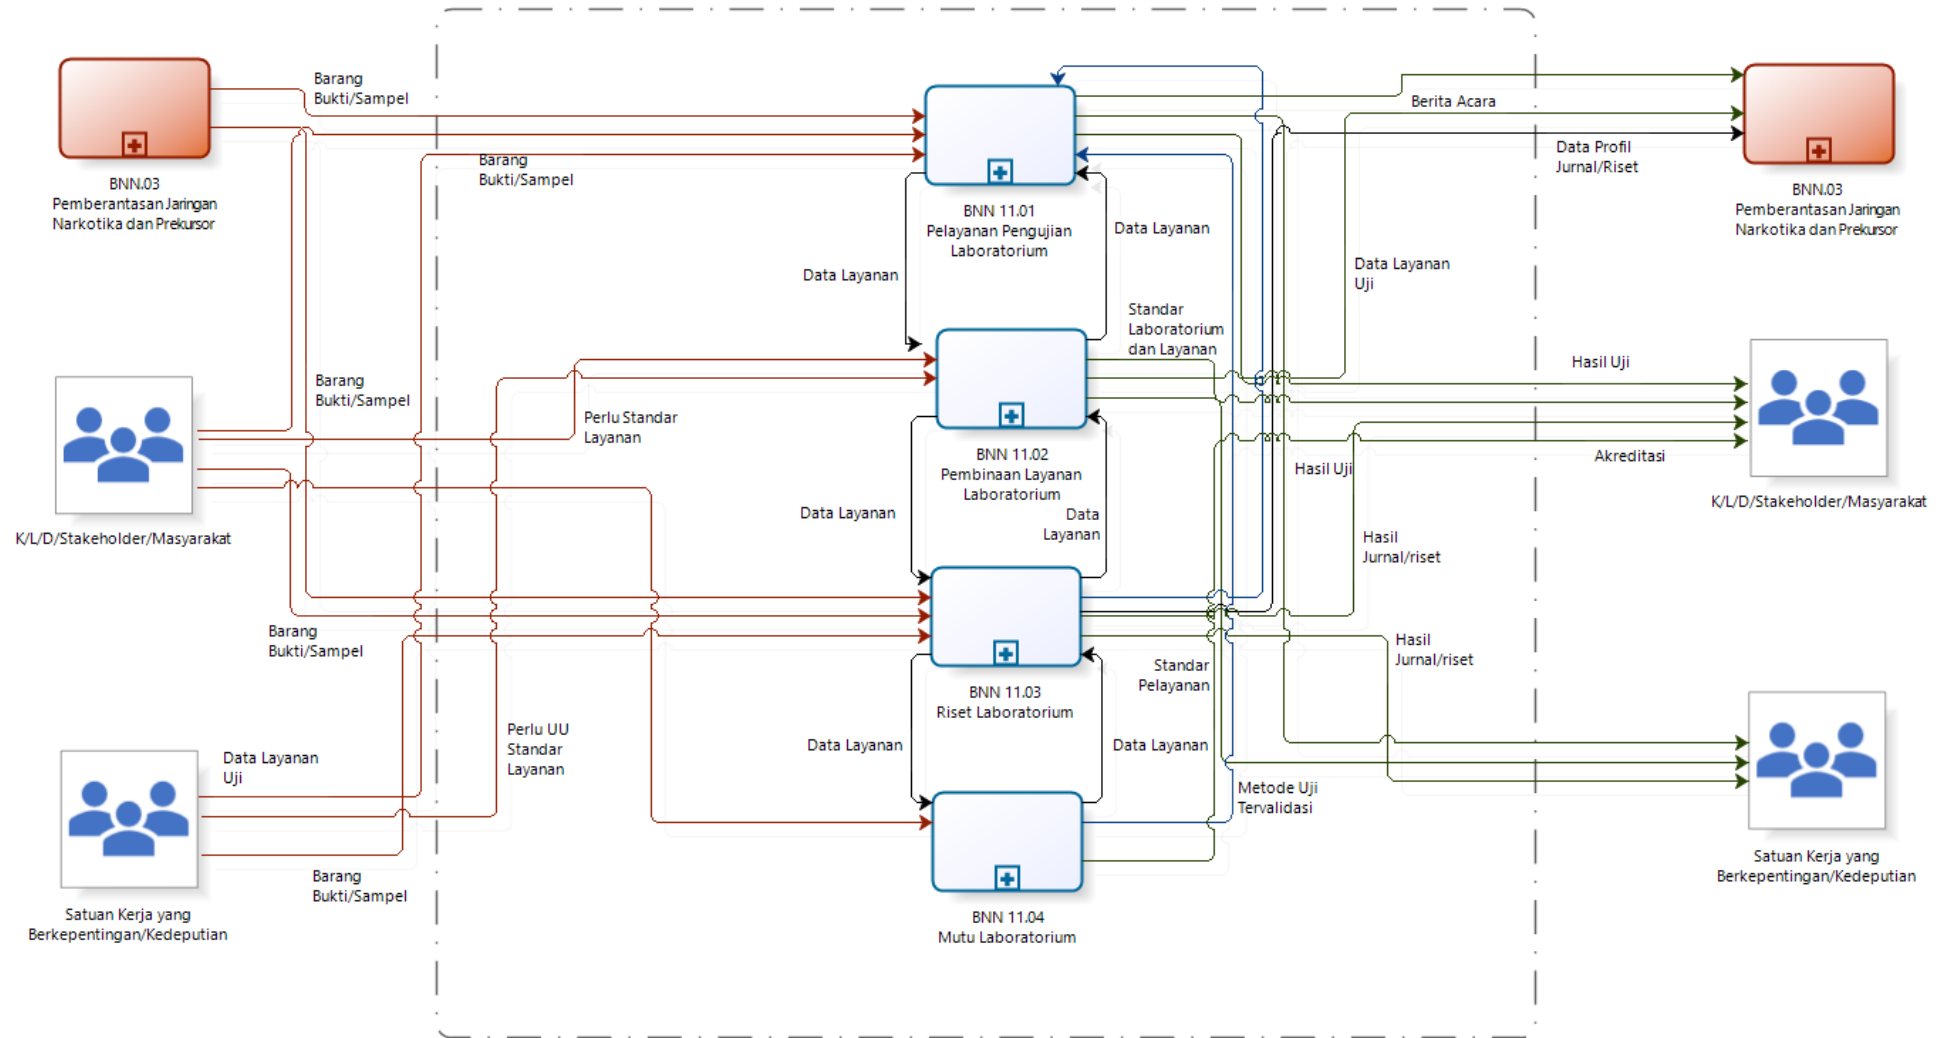 Barang
Bukti/Sampel
BNN.03
Pemberantasan Jaringan
Narkotika dan Prekursor
Barang
Bukti/Sampel
BNN 11.01
Pelayanan Pengujian
Laboratorium
Data Layanan
Data Layanan
Berita Acara
Data Profil
Jurnal/Riset
BNN.03
Pemberantasan Jaringan
Narkotika dan Prekursor
Data Layanan
Uji
Standar
Laboratorium
dan Layanan
Hasil Uji
Barang
Bukti/Sampel
Perlu Standar
Layanan
K/L/D/Stakeholder/Masyarakat
BNN 11.02
Pembinaan Layanan
Laboratorium
Data Layanan
Data
Layanan
Hasil Uji
Akreditasi
K/L/D/Stakeholder/Masyarakat
Hasil
Jurnal/riset
Barang
Bukti/Sampel
BNN 11.03
Riset Laboratorium
Standar
Pelayanan
Hasil
Jurnal/riset
Data Layanan
Uji
Perlu UU
Standar
Layanan
Data Layanan
Data Layanan
Metode Uji
Tervalidasi
Barang
Bukti/Sampel
Satuan Kerja yang
Berkepentingan/Kedeputian
BNN 11.04
Mutu Laboratorium
Satuan Kerja yang
Berkepentingan/Kedeputian